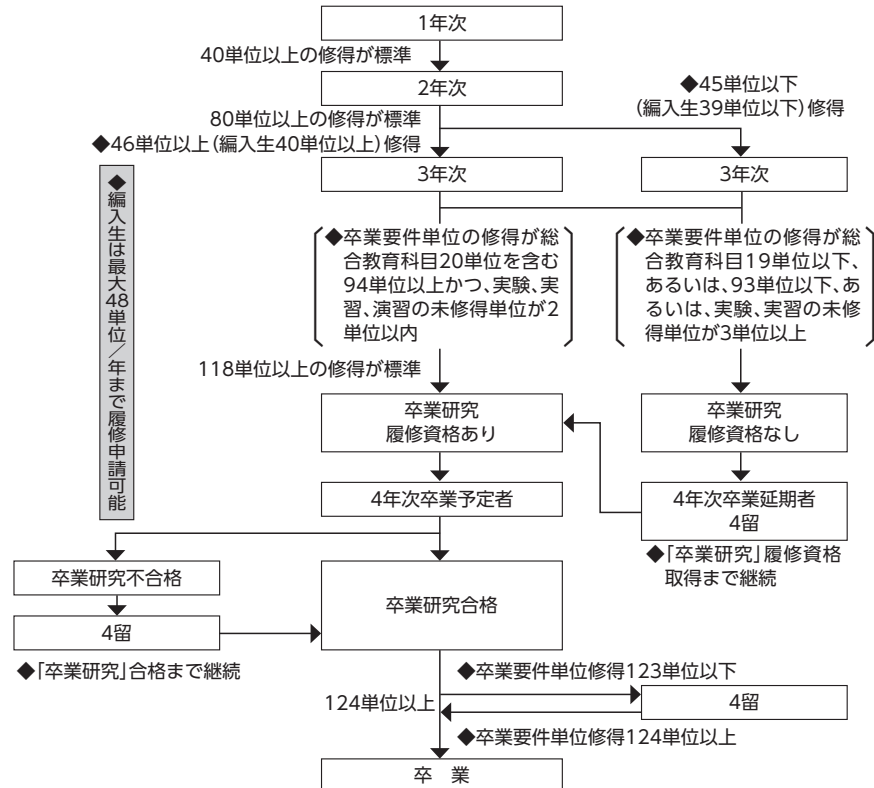 1年次
40単位以上の修得が標準
2年次
80単位以上の修得が標準
◆46単位以上(編入生40単位以上)修得
◆45単位以下
(編入生39単位以下)修得
3年次
3年次
◆編入生は最大48単位/年まで履修申請可能
◆卒業要件単位の修得が総
合教育科目20単位を含む
94単位以上かつ、実験、実
習、演習の未修得単位が2
単位以内
◆卒業要件単位の修得が総
合教育科目19単位以下、
あるいは、93単位以下、あ
るいは、実験、実習の未修
得単位が3単位以上
118単位以上の修得が標準
卒業研究
履修資格あり
卒業研究
履修資格なし
4年次卒業予定者
4年次卒業延期者
4留
◆「卒業研究」履修資格
取得まで継続
卒業研究不合格
卒業研究合格
4留
◆「卒業研究」合格まで継続
◆卒業要件単位修得123単位以下
124単位以上
4留
◆卒業要件単位修得124単位以上
卒 業